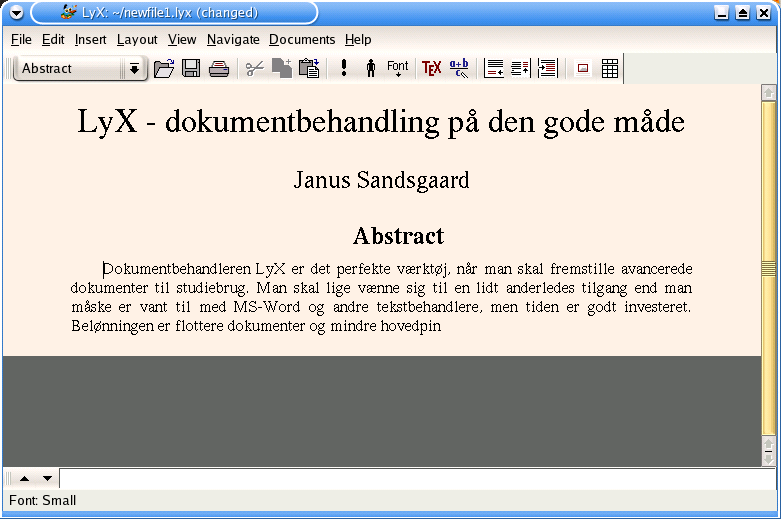 LyX: ~/newfile1.lyx (changed)
File Edit Insert Layout View Navigate Documents Help
Abstract Font TEX a+b c
LyX - dokumentbehandling på den gode måde
Janus Sandsgaard
Abstract
Dokumentbehandleren LyX er det perfekte værktøj, når man skal fremstille avancerede
dokumenter til studiebrug. Man skal lige vænne sig til en lidt anderledes tilgang end man
måske er vant til med MS-Word og andre tekstbehandlere, men tiden er godt investeret.
Belønningen er flottere dokumenter og mindre hovedpin
Font: Small